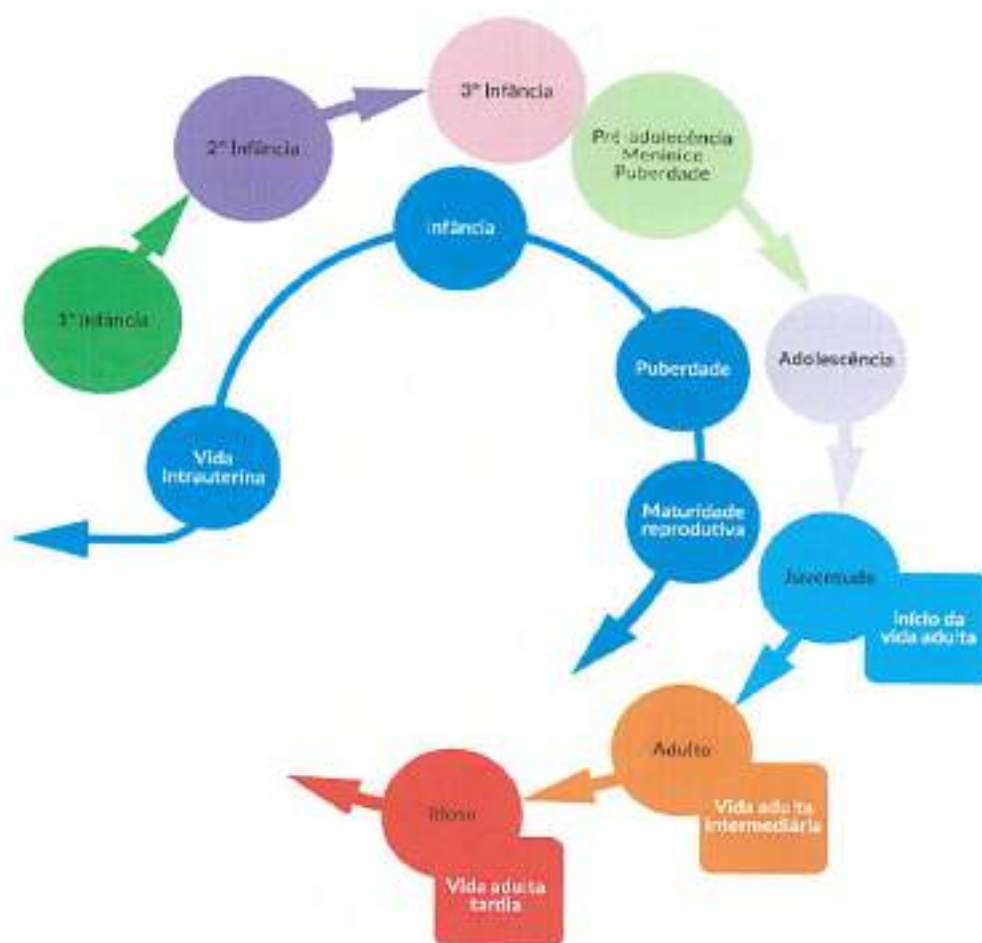 3ª Infância
2ª Infância
Pré-adolecência
Meninice
Puberdade
Infância
1ª Infância
Adolescência
Puberdade
Vida
Intrauterina
Maturidade
reprodutiva
Juventude
Início da
vida adulta
Adulto
Vida adulta
intermediária
Idoso
Vida adulta
tardia